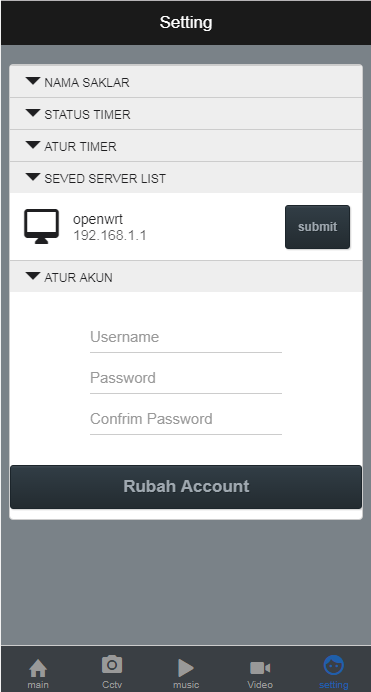 Setting
NAMA SAKLAR
STATUS TIMER
ATUR TIMER
SEVED SERVER LIST
openwrt
192.168.1.1
submit
ATUR AKUN
Username
Password
Confrim Password
Rubah Account
main
Cctv
music
Video
setting